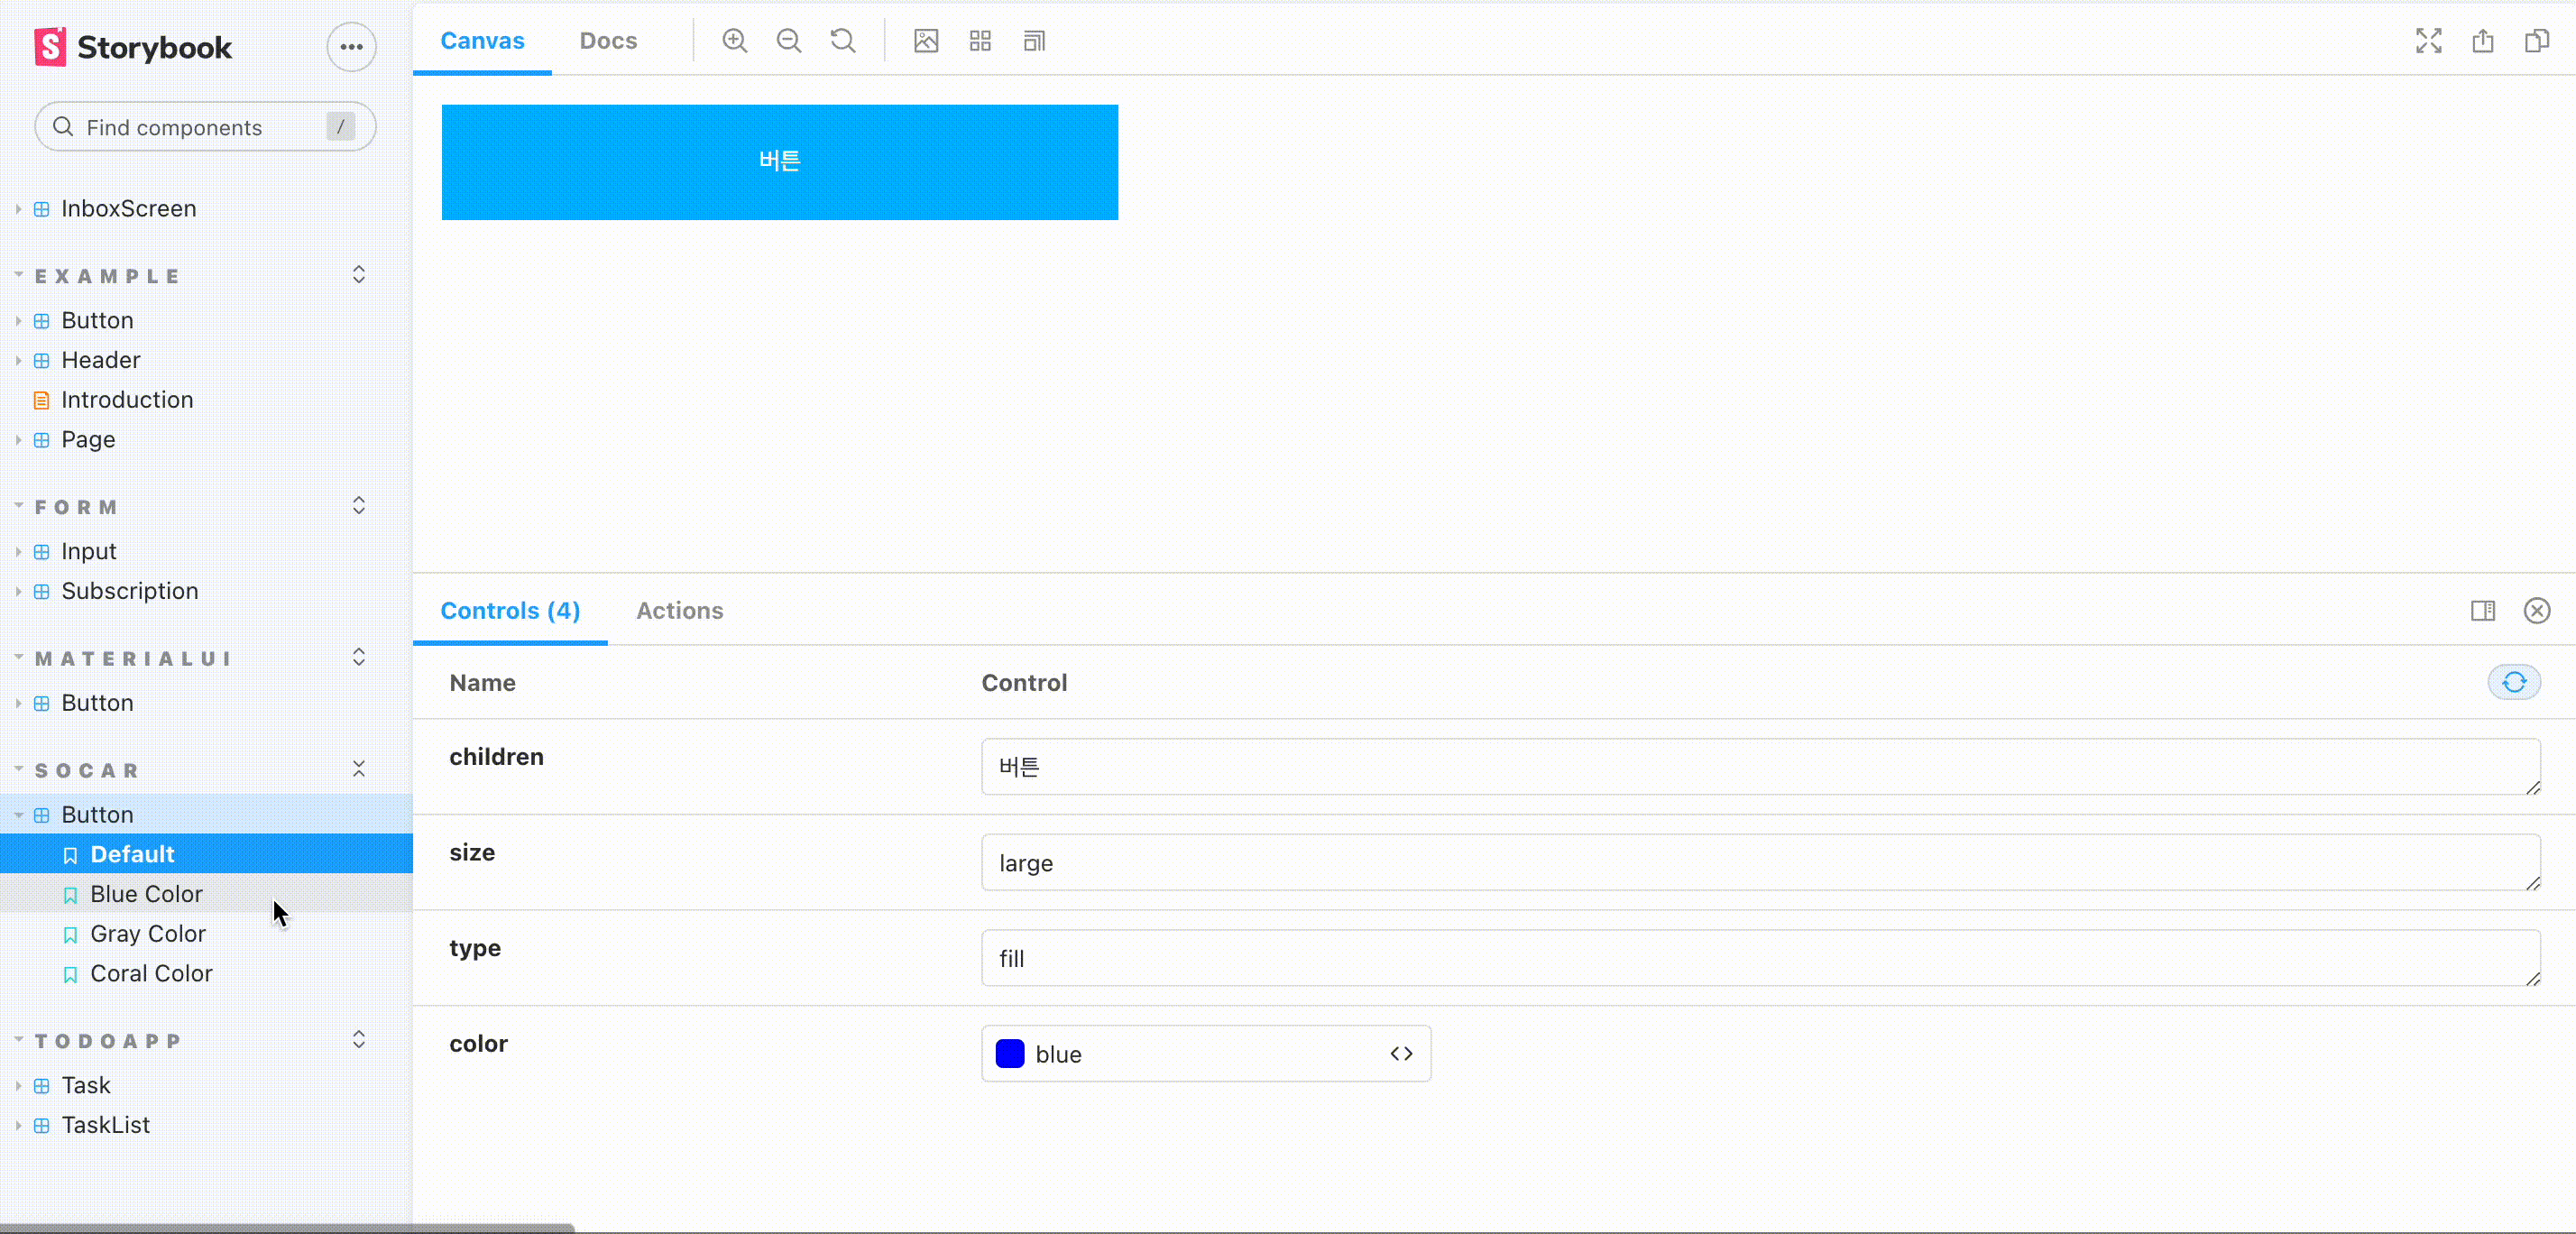 Storybook
Find components
/
InboxScreen
EXAMPLE
Button
Header
Introduction
Page
FORM
Input
Subscription
MATERIALUI
Button
SOCAR
Button
Default
Blue Color
Gray Color
Coral Color
TODOAPP
Task
TaskList
Canvas Docs
버튼
Controls (4) Actions
Name Control
children 버튼
size large
type fill
color blue